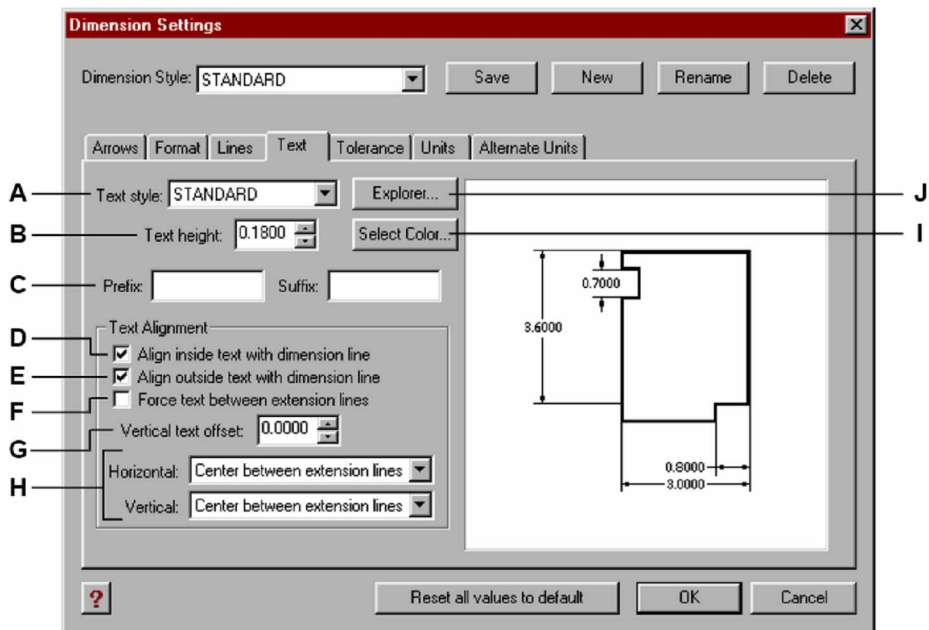 Dimension Settings
Dimension Style: STANDARD Save New Rename Delete
Arrows Format Lines Text Tolerance Units Alternate Units
A Text style: STANDARD Explorer... J
B Text height: 0.1800 Select Color... I
C Prefix: Suffix:
Text Alignment
D Align inside text with dimension line
E Align outside text with dimension line
F Force text between extension lines
G Vertical text offset: 0.0000
H Horizontal: Center between extension lines
Vertical: Center between extension lines
0.7000
3.6000
0.8000
3.0000
? Reset all values to default OK Cancel